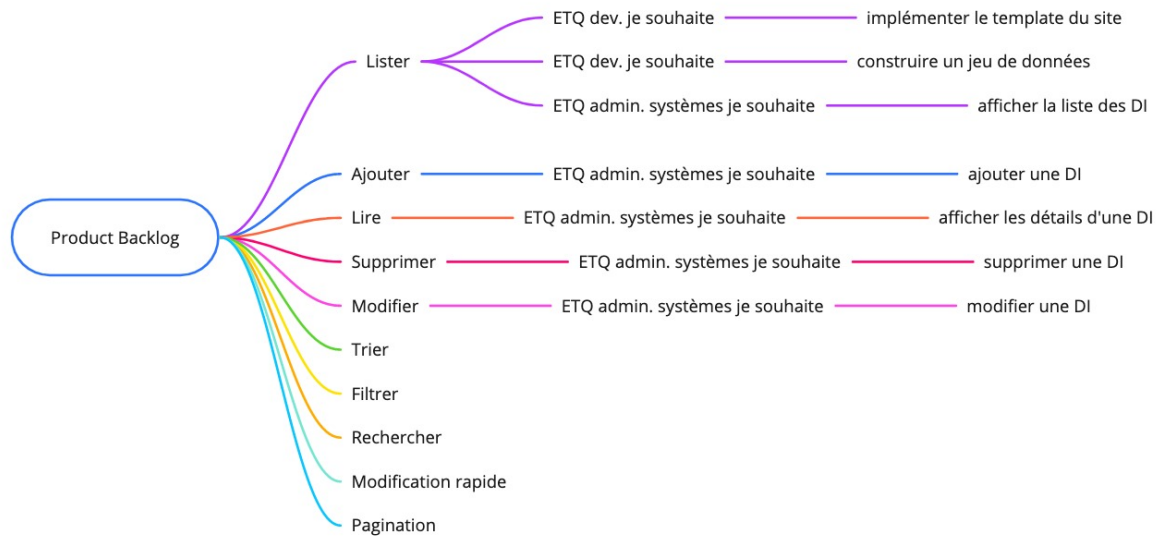 ETQ dev. je souhaite implémenter le template du site
Lister ETQ dev. je souhaite construire un jeu de données
ETQ admin. systèmes je souhaite afficher la liste des DI
Ajouter ETQ admin. systèmes je souhaite ajouter une DI
Lire ETQ admin. systèmes je souhaite afficher les détails d'une DI
Product Backlog
Supprimer ETQ admin. systèmes je souhaite supprimer une DI
Modifier ETQ admin. systèmes je souhaite modifier une DI
Trier
Filtrer
Rechercher
Modification rapide
Pagination